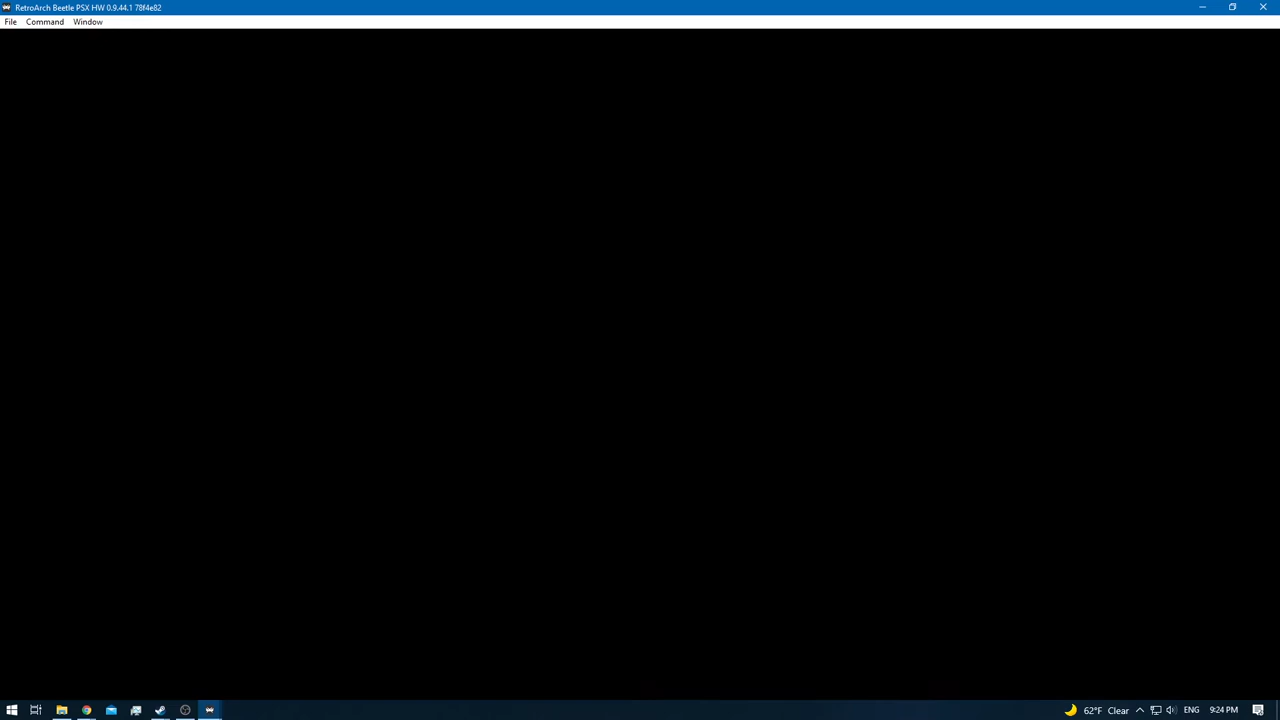 RetroArch Beetle PSX HW 0.9.44.1 78f4e82
File Command Window
62°F Clear ENG 9:24 PM